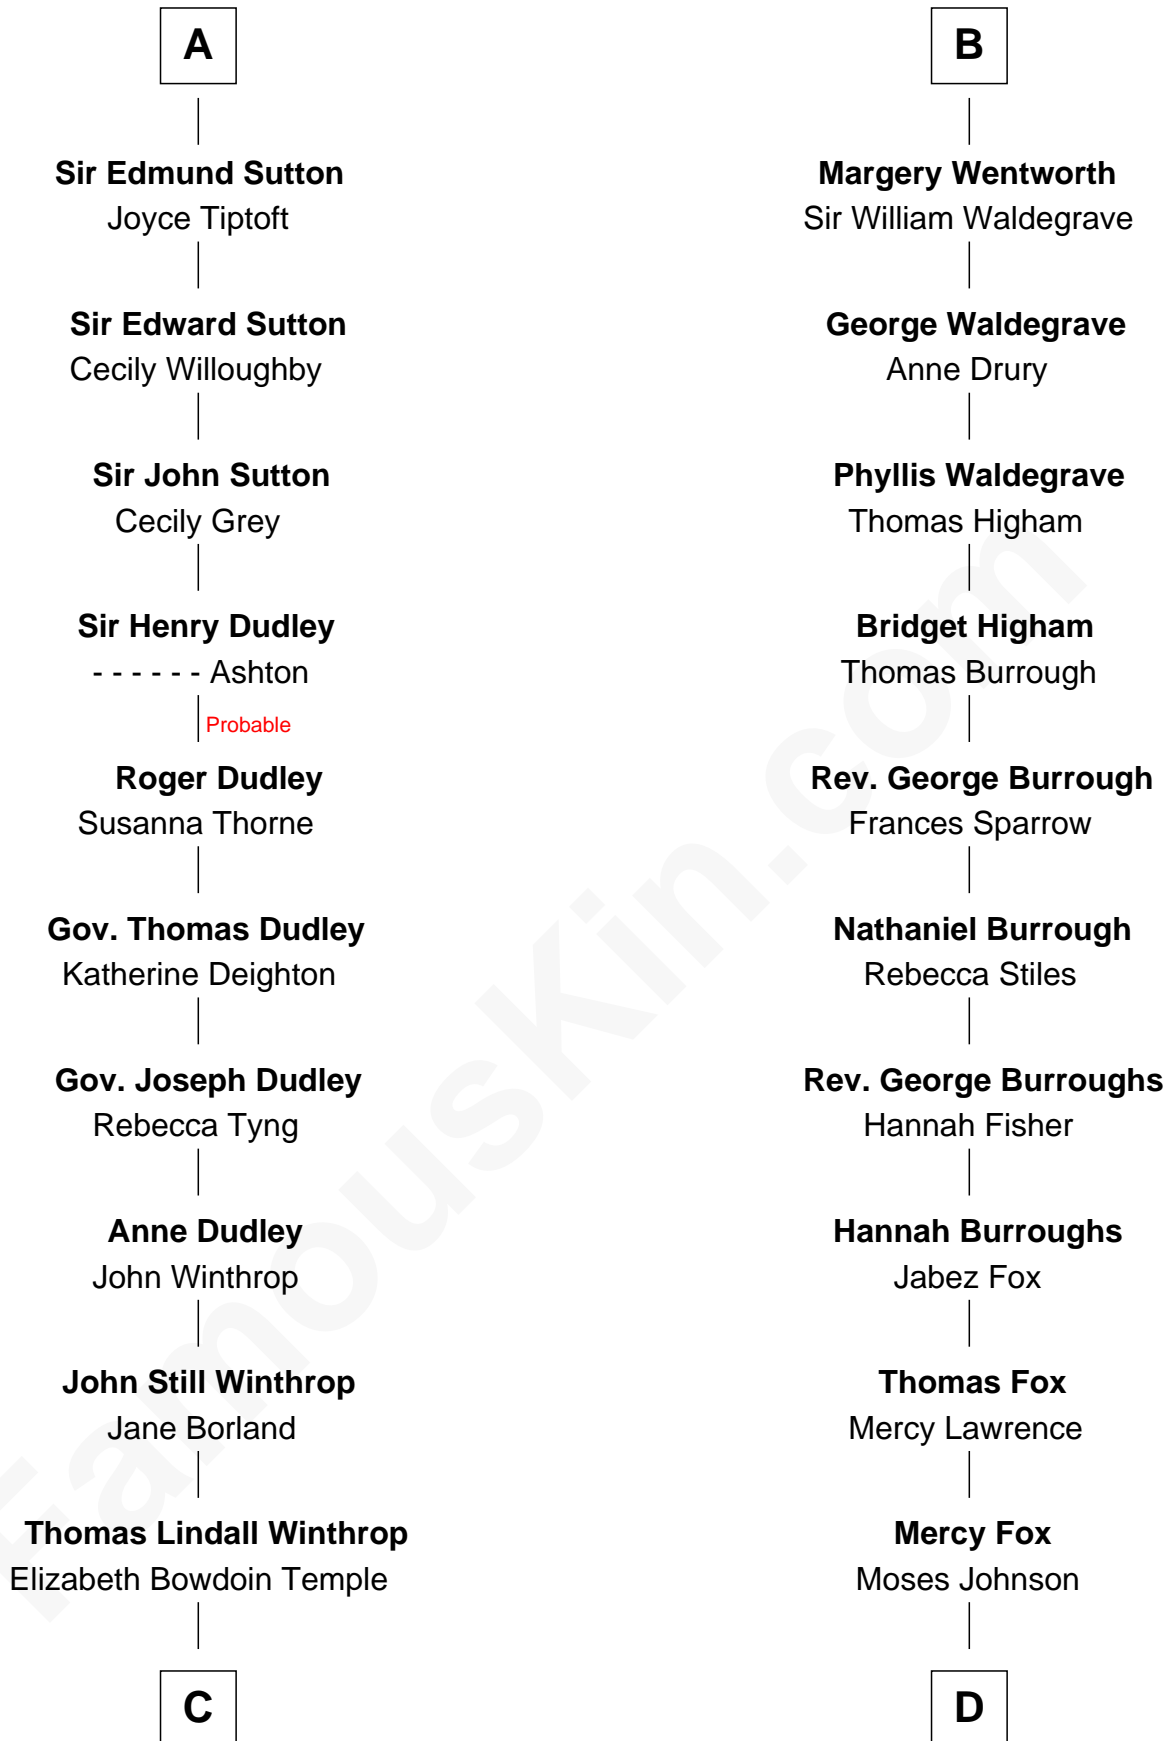 A
Sir Edmund Sutton
Joyce Tiptoft
Sir Edward Sutton
Cecily Willoughby
Sir John Sutton
Cecily Grey
Sir Henry Dudley
- - - - - - Ashton
Probable
Roger Dudley
Susanna Thorne
Gov. Thomas Dudley
Katherine Deighton
Gov. Joseph Dudley
Rebecca Tyng
Anne Dudley
John Winthrop
John Still Winthrop
Jane Borland
Thomas Lindall Winthrop
Elizabeth Bowdoin Temple
C
B
Margery Wentworth
Sir William Waldegrave
George Waldegrave
Anne Drury
Phyllis Waldegrave
Thomas Higham
Bridget Higham
Thomas Burrough
Rev. George Burrough
Frances Sparrow
Nathaniel Burrough
Rebecca Stiles
Rev. George Burroughs
Hannah Fisher
Hannah Burroughs
Jabez Fox
Thomas Fox
Mercy Lawrence
Mercy Fox
Moses Johnson
D
FamousKin.com